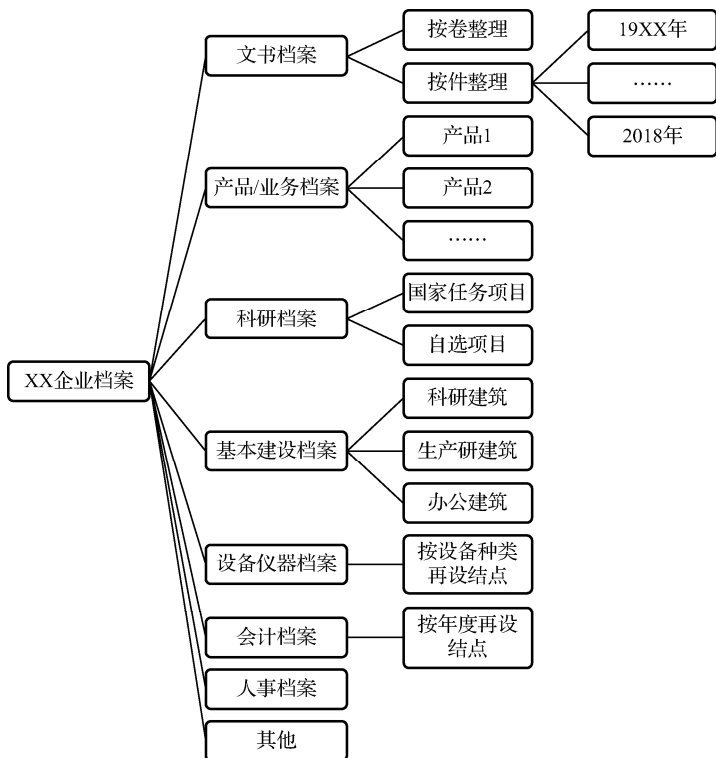 XX企业档案
文书档案
按卷整理
按件整理
19XX年
……
2018年
产品/业务档案
产品1
产品2
……
科研档案
国家任务项目
自选项目
基本建设档案
科研建筑
生产研建筑
办公建筑
设备仪器档案
按设备种类
再设结点
会计档案
按年度再设
结点
人事档案
其他